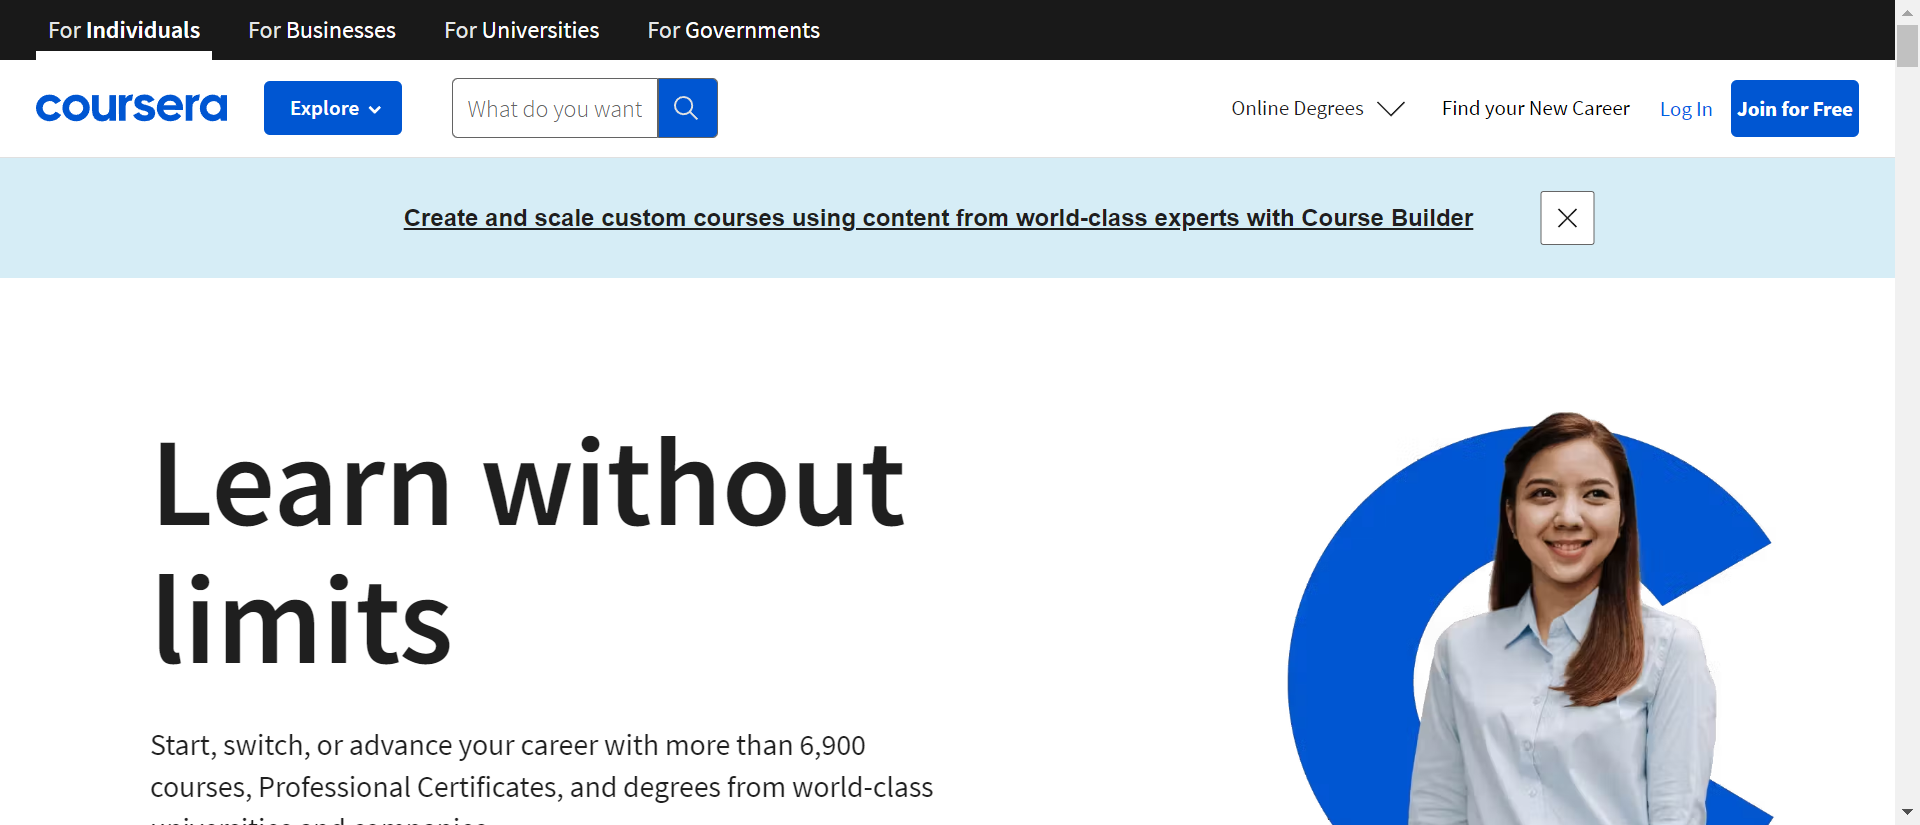 For Individuals For Businesses For Universities For Governments
coursera Explore What do you want Online Degrees Find your New Career Log In Join for Free
Create and scale custom courses using content from world-class experts with Course Builder
Learn without
limits
Start, switch, or advance your career with more than 6,900
courses, Professional Certificates, and degrees from world-class
universities and companies.